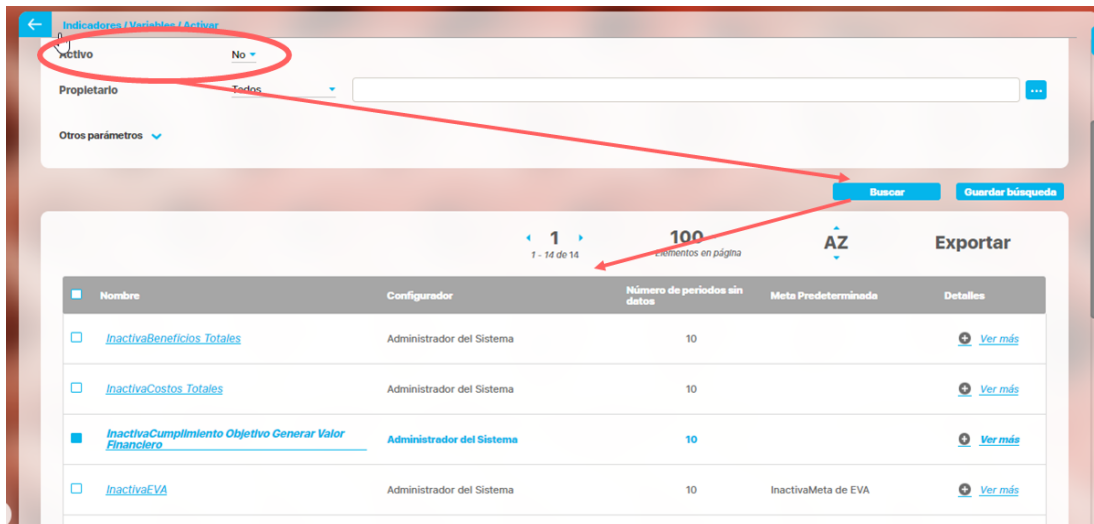 Indicadores / Variables / Activar
Activo No
Propietario Todos ...
Otros parámetros
Buscar Guardar búsqueda
1 100 AZ Exportar
1 - 14 de 14 Elementos en página
Nombre Configurador Número de periodos sin datos Meta Predeterminada Detalles
InactivaBeneficios Totales Administrador del Sistema 10 Ver más
InactivaCostos Totales Administrador del Sistema 10 Ver más
InactivaCumplimiento Objetivo Generar Valor
Financiero Administrador del Sistema 10 Ver más
InactivaEVA Administrador del Sistema 10 InactivaMeta de EVA Ver más